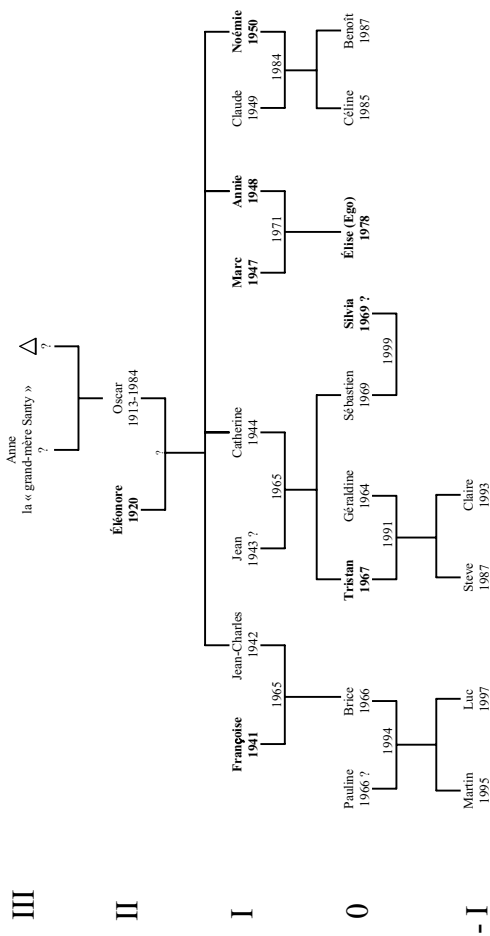 III
Anne
la « grand-mère Santy »
?
?
II
Éléonore
1920
Oscar
1913-1984
?
I
Françoise
1941
Jean-Charles
1942
Jean
1943 ?
Catherine
1944
Marc
1947
Annie
1948
Claude
1949
Noémie
1950
1965
1965
1971
1984
0
Pauline
1966 ?
Brice
1966
Tristan
1967
Géraldine
1964
Sébastien
1969
Silvia
1969 ?
Élise (Ego)
1978
Céline
1985
Benoît
1987
1994
1991
1999
- I
Martin
1995
Luc
1997
Steve
1987
Claire
1993